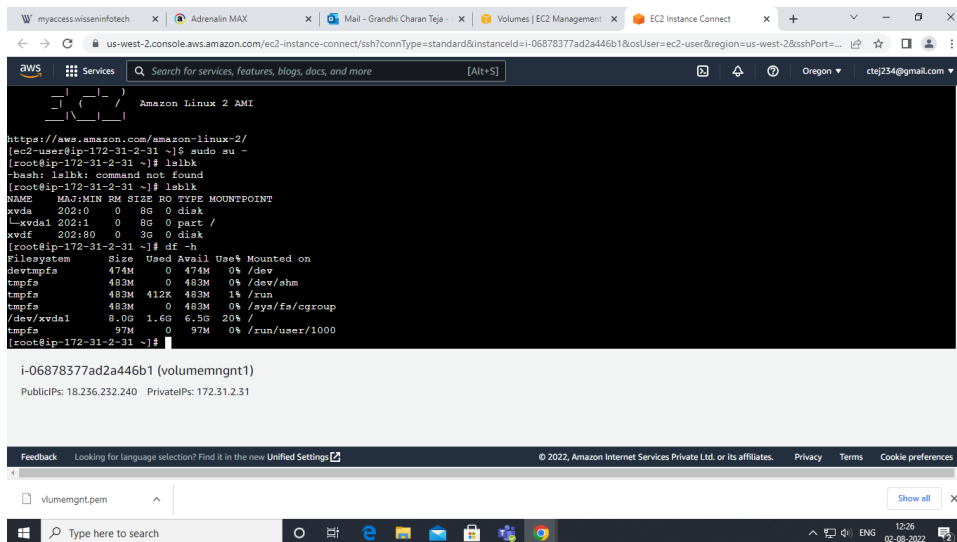 myaccess.wisseninfotech
Adrenalin MAX
Mail - Grandhi Charan Teja -
Volumes | EC2 Management
EC2 Instance Connect
us-west-2.console.aws.amazon.com/ec2-instance-connect/ssh?connType=standard&instanceId=i-06878377ad2a446b1&osUser=ec2-user&region=us-west-2&sshPort=...
aws Services Search for services, features, blogs, docs, and more [Alt+S] Oregon ▼ ctej234@gmail.com ▼
__| __|_ )
_| ( / Amazon Linux 2 AMI
___|\___|___|
https://aws.amazon.com/amazon-linux-2/
[ec2-user@ip-172-31-2-31 ~]$ sudo su -
[root@ip-172-31-2-31 ~]# lslbk
-bash: lslbk: command not found
[root@ip-172-31-2-31 ~]# lsblk
NAME MAJ:MIN RM SIZE RO TYPE MOUNTPOINT
xvda 202:0 0 8G 0 disk
└─xvda1 202:1 0 8G 0 part /
xvdf 202:80 0 3G 0 disk
[root@ip-172-31-2-31 ~]# df -h
Filesystem Size Used Avail Use% Mounted on
devtmpfs 474M 0 474M 0% /dev
tmpfs 483M 0 483M 0% /dev/shm
tmpfs 483M 412K 483M 1% /run
tmpfs 483M 0 483M 0% /sys/fs/cgroup
/dev/xvda1 8.0G 1.6G 6.5G 20% /
tmpfs 97M 0 97M 0% /run/user/1000
[root@ip-172-31-2-31 ~]#
i-06878377ad2a446b1 (volumemngnt1)
PublicIPs: 18.236.232.240 PrivateIPs: 172.31.2.31
Feedback Looking for language selection? Find it in the new Unified Settings © 2022, Amazon Internet Services Private Ltd. or its affiliates. Privacy Terms Cookie preferences
vlumemgnt.pem Show all
Type here to search ENG 12:26
02-08-2022
2